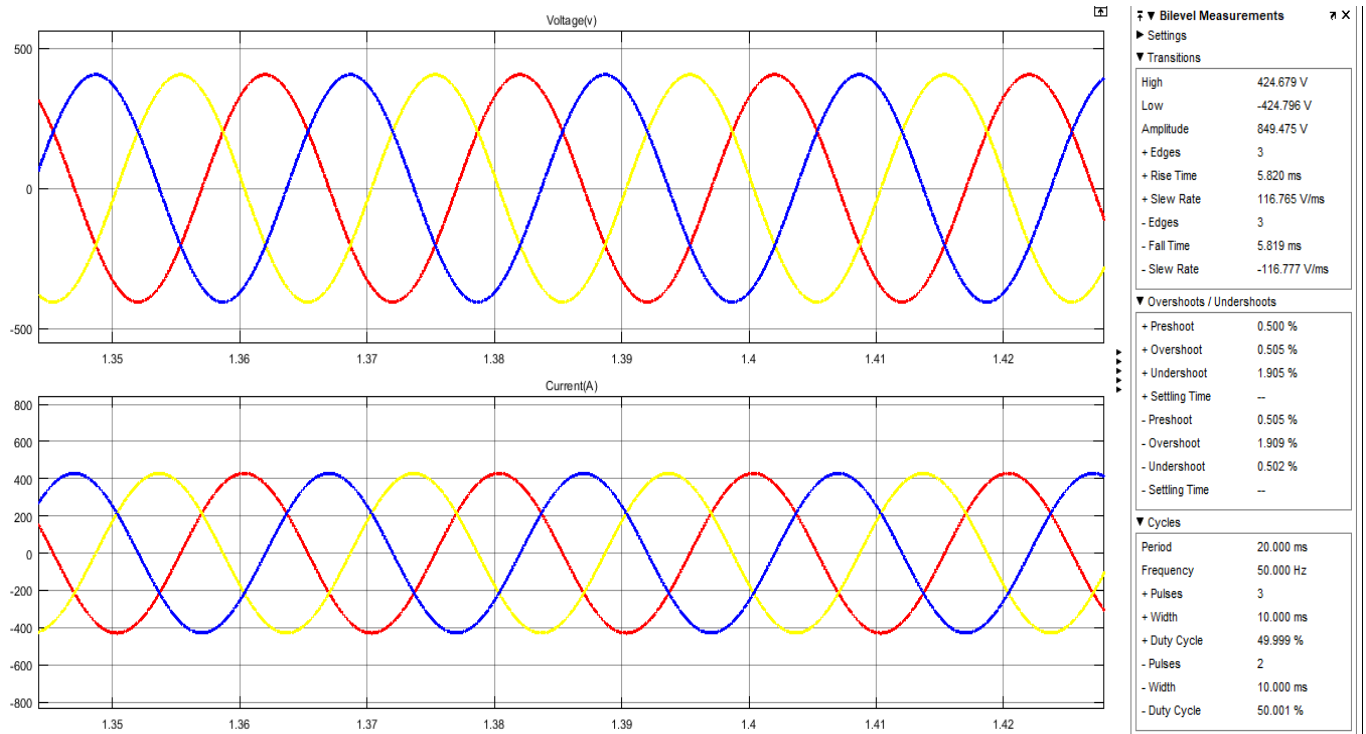 Voltage(v)
500
0
-500
1.35 1.36 1.37 1.38 1.39 1.4 1.41 1.42
Current(A)
800
600
400
200
0
-200
-400
-600
-800
1.35 1.36 1.37 1.38 1.39 1.4 1.41 1.42
Bilevel Measurements
Settings
Transitions
High 424.679 V
Low -424.796 V
Amplitude 849.475 V
+ Edges 3
+ Rise Time 5.820 ms
+ Slew Rate 116.765 V/ms
- Edges 3
- Fall Time 5.819 ms
- Slew Rate -116.777 V/ms
Overshoots / Undershoots
+ Preshoot 0.500 %
+ Overshoot 0.505 %
+ Undershoot 1.905 %
+ Settling Time --
- Preshoot 0.505 %
- Overshoot 1.909 %
- Undershoot 0.502 %
- Settling Time --
Cycles
Period 20.000 ms
Frequency 50.000 Hz
+ Pulses 3
+ Width 10.000 ms
+ Duty Cycle 49.999 %
- Pulses 2
- Width 10.000 ms
- Duty Cycle 50.001 %